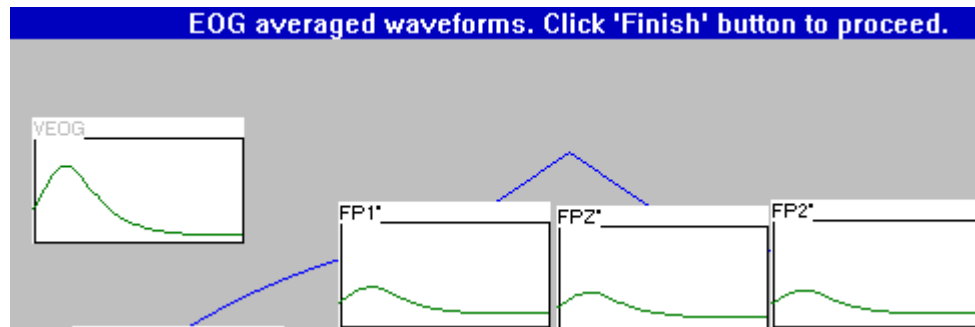 EOG averaged waveforms. Click 'Finish' button to proceed.
VEOG
FP1*
FPZ*
FP2*